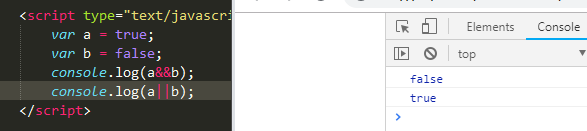 <script type="text/javascri
var a = true;
var b = false;
console.log(a&&b);
console.log(a||b);
</script>
Elements Console
top
false
true
>